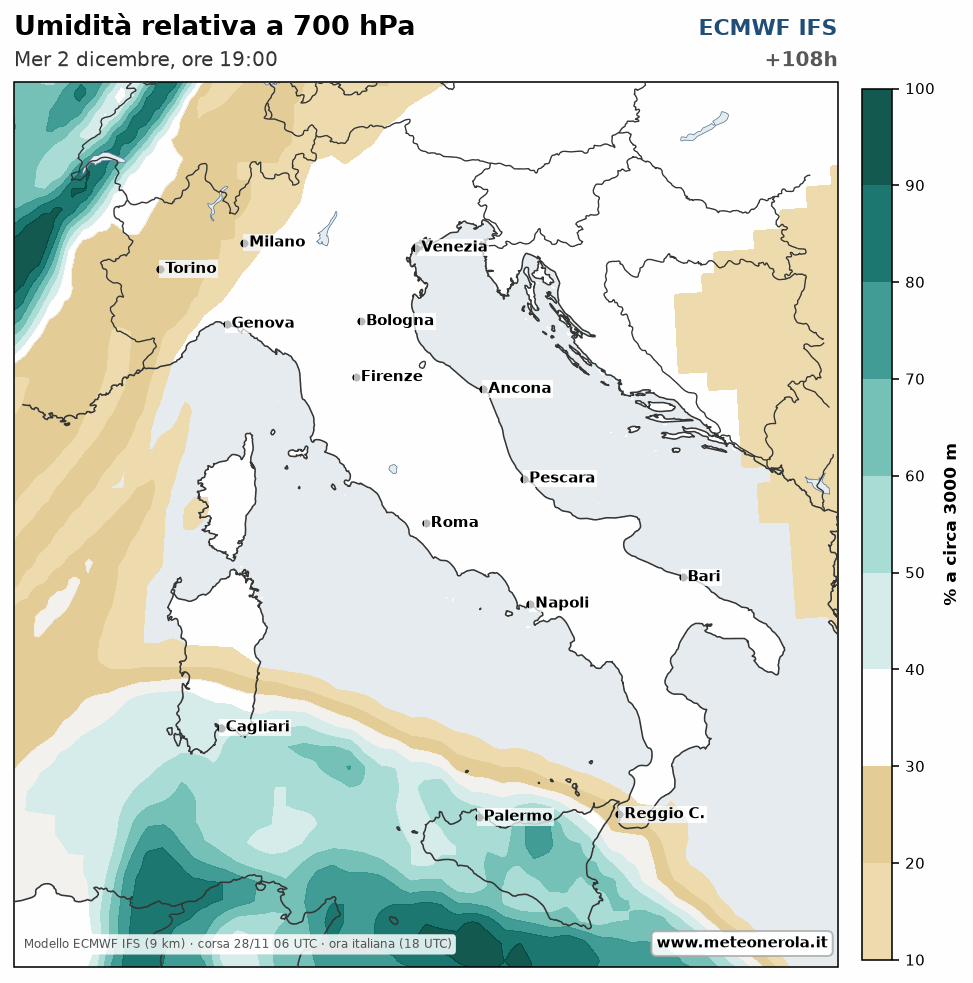 Umidità relativa a 700 hPa
ECMWF IFS
Mer 2 dicembre, ore 19:00
+108h
100
90
80
70
60
50
40
30
20
10
% a circa 3000 m
Milano
Venezia
Torino
Genova
Bologna
Firenze
Ancona
Pescara
Roma
Bari
Napoli
Cagliari
Palermo
Reggio C.
Modello ECMWF IFS (9 km) · corsa 28/11 06 UTC · ora italiana (18 UTC)
www.meteonerola.it